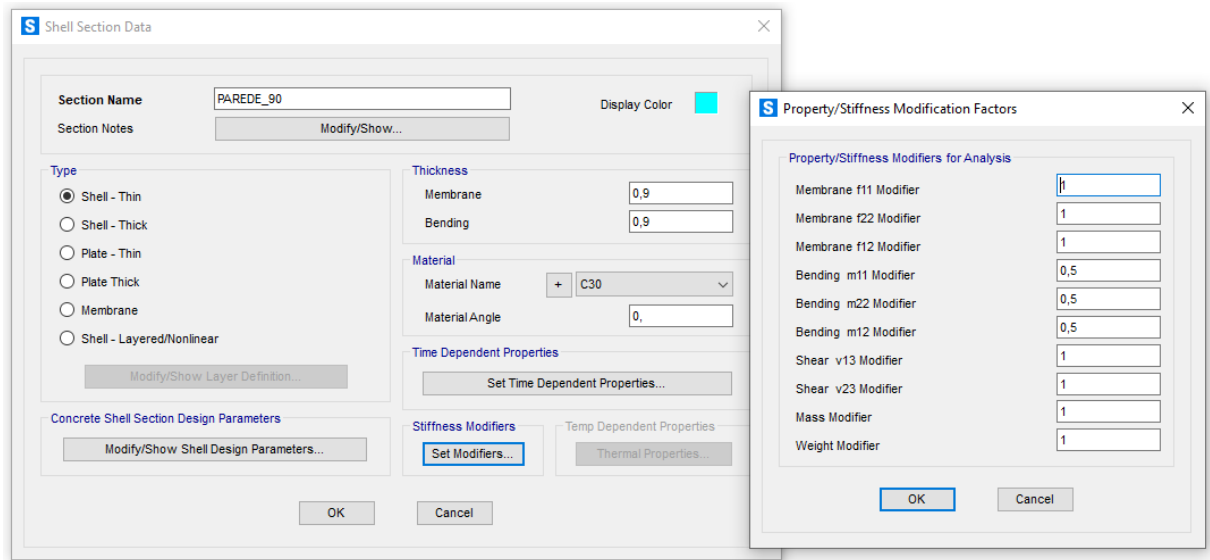 S Shell Section Data
Section Name PAREDE_90 Display Color
Section Notes Modify/Show...
Type
Shell - Thin
Shell - Thick
Plate - Thin
Plate Thick
Membrane
Shell - Layered/Nonlinear
Modify/Show Layer Definition...
Concrete Shell Section Design Parameters
Modify/Show Shell Design Parameters...
Thickness
Membrane 0,9
Bending 0,9
Material
Material Name + C30
Material Angle 0,
Time Dependent Properties
Set Time Dependent Properties...
Stiffness Modifiers
Set Modifiers...
Temp Dependent Properties
Thermal Properties...
OK Cancel
S Property/Stiffness Modification Factors
Property/Stiffness Modifiers for Analysis
Membrane f11 Modifier 1
Membrane f22 Modifier 1
Membrane f12 Modifier 1
Bending m11 Modifier 0,5
Bending m22 Modifier 0,5
Bending m12 Modifier 0,5
Shear v13 Modifier 1
Shear v23 Modifier 1
Mass Modifier 1
Weight Modifier 1
OK Cancel